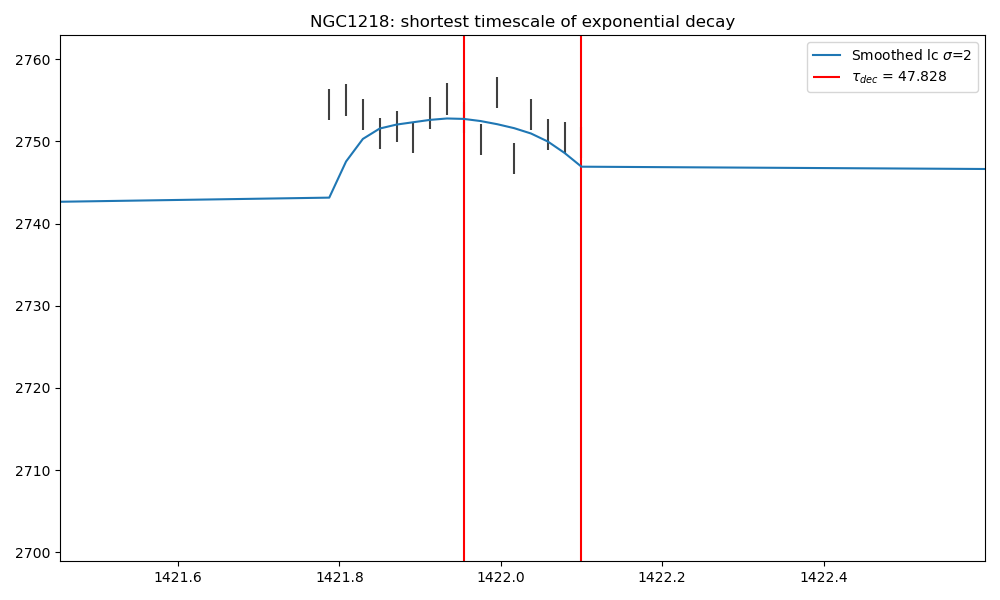 NGC1218: shortest timescale of exponential decay
Smoothed lc σ=2
τ_dec = 47.828
2760
2750
2740
2730
2720
2710
2700
1421.6 1421.8 1422.0 1422.2 1422.4